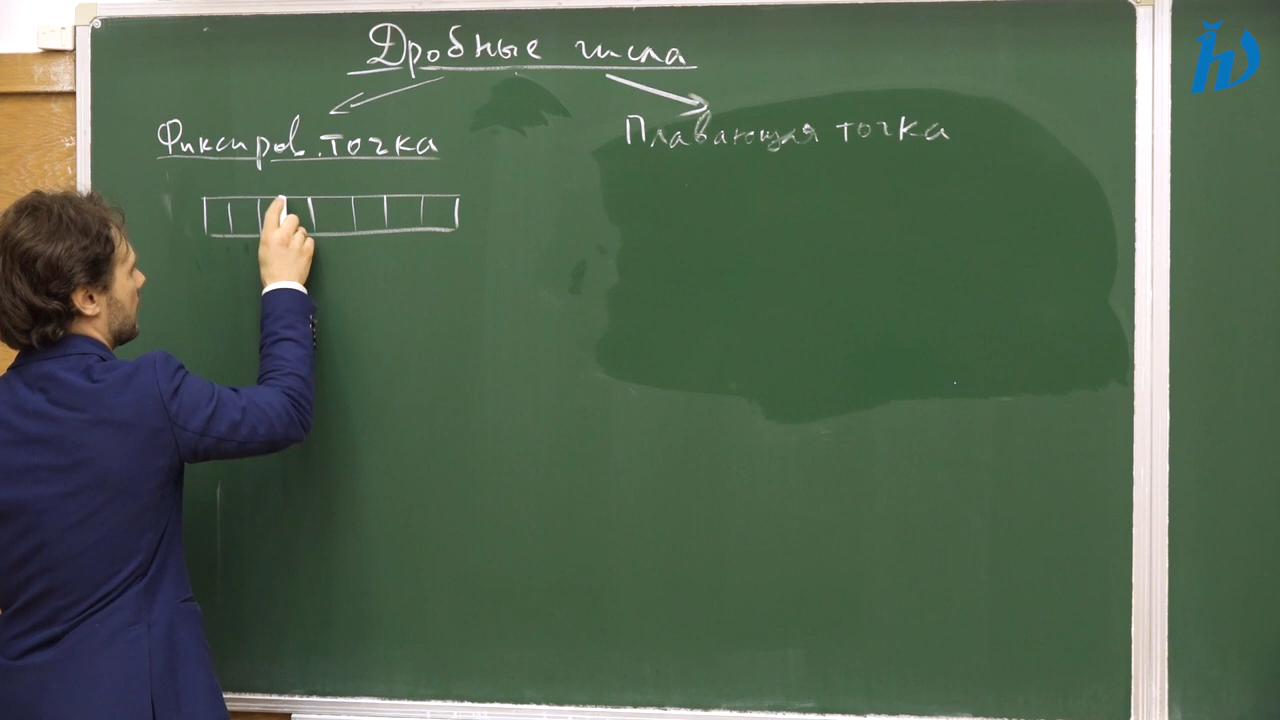 Дробные числа
Фиксиров. точка
Плавающая точка